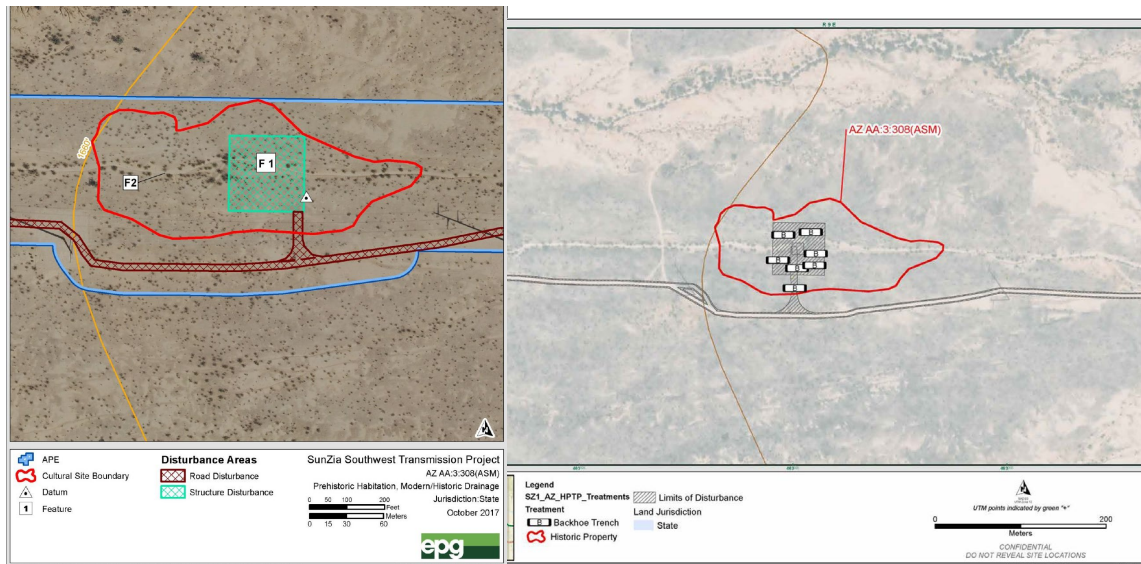 1660'
F 1
F2
APE
Cultural Site Boundary
Datum
1 Feature
Disturbance Areas
Road Disturbance
Structure Disturbance
SunZia Southwest Transmission Project
AZ AA:3:308(ASM)
Prehistoric Habitation, Modern/Historic Drainage
Jurisdiction:State
October 2017
0 50 100 200
Feet
Meters
0 15 30 60
epg
R 9 E
AZ AA:3:308(ASM)
B
B
B
B
B
B
B
Legend
SZ1_AZ_HPTP_Treatments
Treatment
B Backhoe Trench
Historic Property
Limits of Disturbance
Land Jurisdiction
State
UTM points indicated by green "+"
0 200
Meters
CONFIDENTIAL
DO NOT REVEAL SITE LOCATIONS